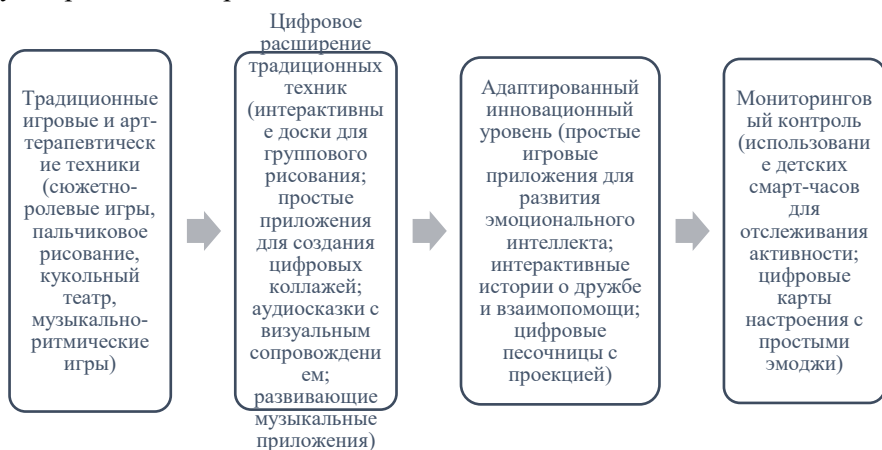 Традиционные
игровые и арт-
терапевтическ
ие техники
(сюжетно-
ролевые игры,
пальчиковое
рисование,
кукольный
театр,
музыкально-
ритмические
игры)
Цифровое
расширение
традиционных
техник
(интерактивны
е доски для
группового
рисования;
простые
приложения
для создания
цифровых
коллажей;
аудиосказки с
визуальным
сопровождени
ем;
развивающие
музыкальные
приложения)
Адаптированный
инновационный
уровень (простые
игровые
приложения для
развития
эмоционального
интеллекта;
интерактивные
истории о дружбе
и взаимопомощи;
цифровые
песочницы с
проекцией)
Мониторингов
ый контроль
(использовани
е детских
смарт-часов
для
отслеживания
активности;
цифровые
карты
настроения с
простыми
эмоджи)